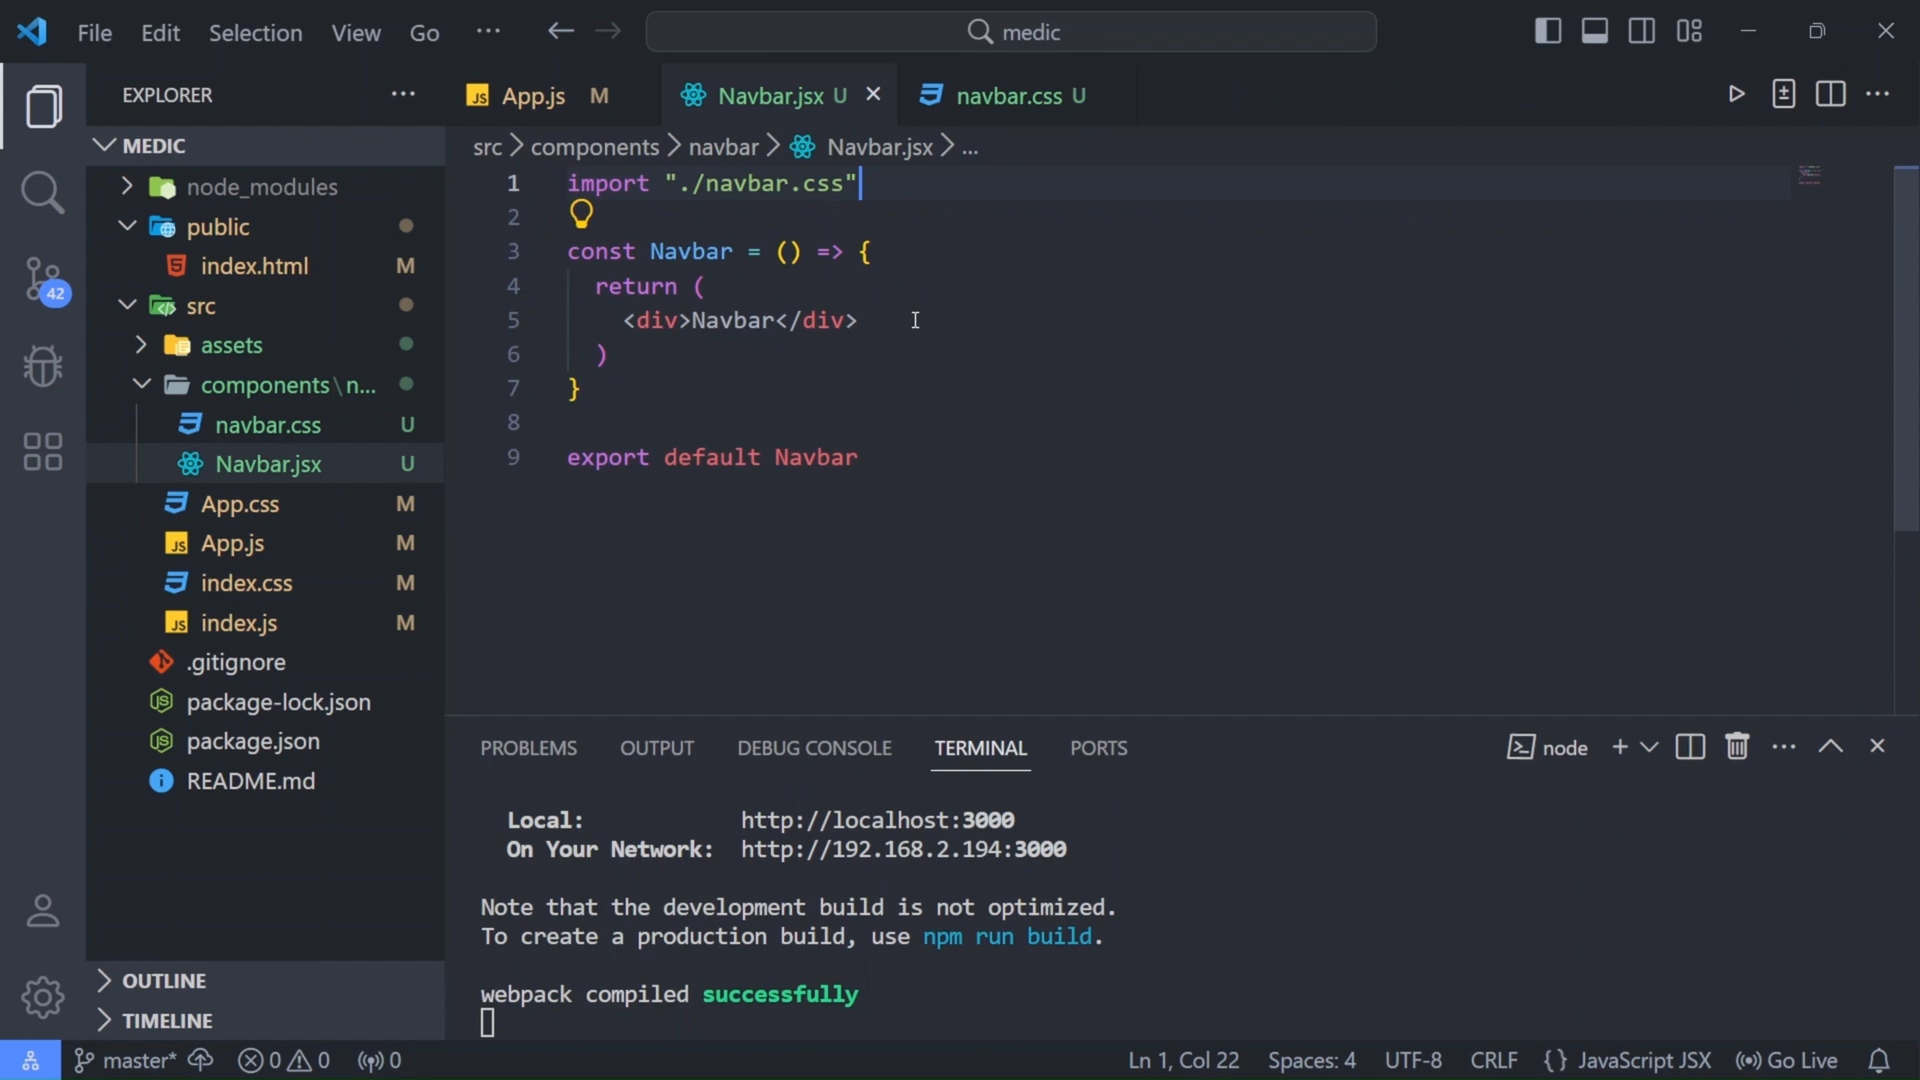 File Edit Selection View Go ··· medic
EXPLORER ···
App.js M
Navbar.jsx U
navbar.css U
MEDIC
src > components > navbar > Navbar.jsx > ...
node_modules
public
index.html M
src
assets
components\n...
navbar.css U
Navbar.jsx U
App.css M
App.js M
index.css M
index.js M
.gitignore
package-lock.json
package.json
README.md
42
OUTLINE
TIMELINE
1 import "./navbar.css"
2
3 const Navbar = () => {
4 return (
5 <div>Navbar</div>
6 )
7 }
8
9 export default Navbar
PROBLEMS OUTPUT DEBUG CONSOLE TERMINAL PORTS node
Local: http://localhost:3000
On Your Network: http://192.168.2.194:3000
Note that the development build is not optimized.
To create a production build, use npm run build.
webpack compiled successfully
master* 0 0 0 Ln 1, Col 22 Spaces: 4 UTF-8 CRLF {} JavaScript JSX Go Live